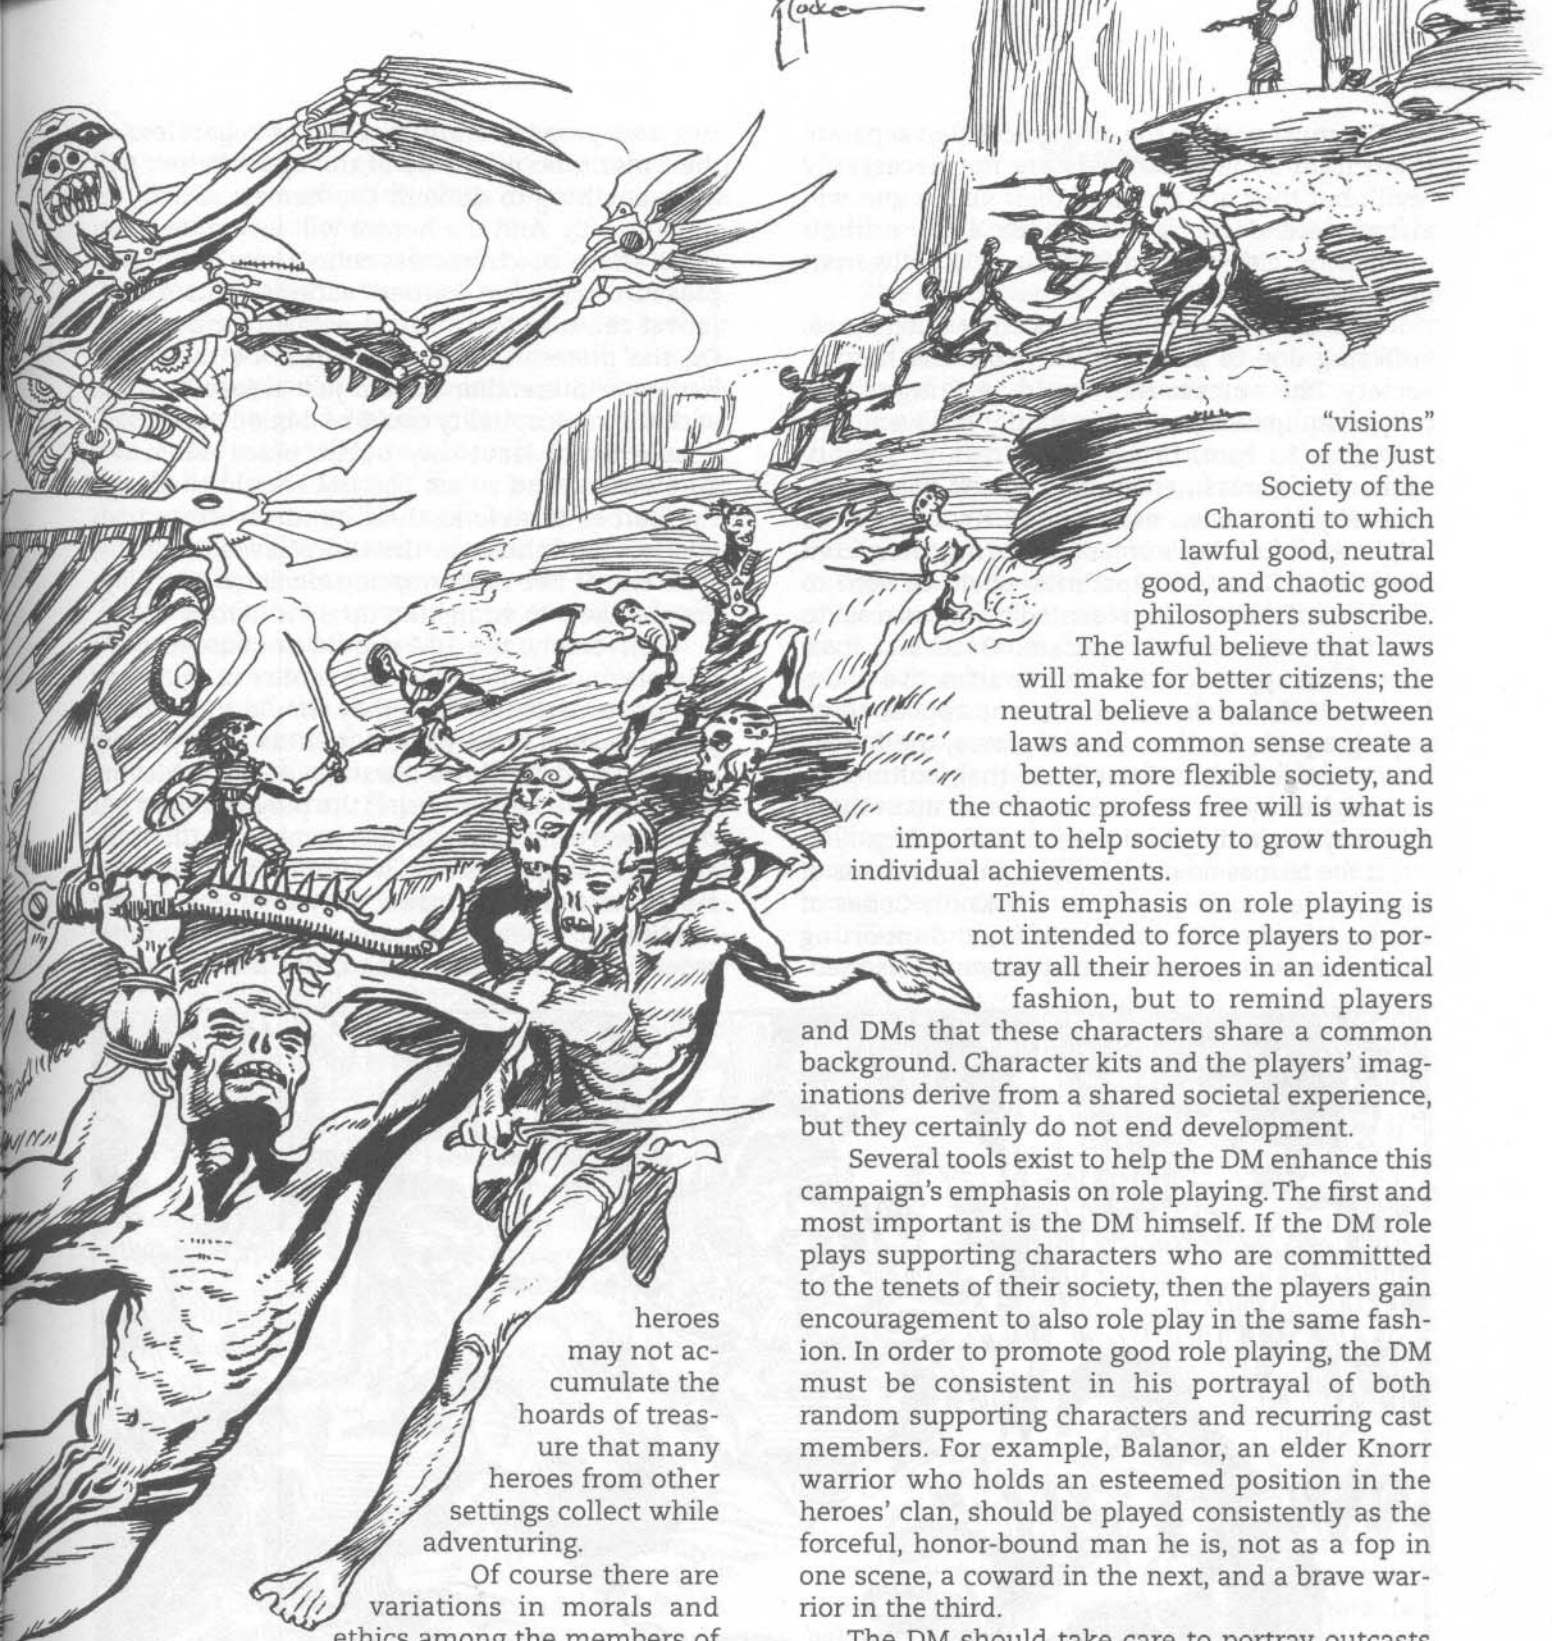 heroes
may not ac-
cumulate the
hoards of treas-
ure that many
heroes from other
settings collect while
adventuring.
Of course there are
variations in morals and
ethics among the members of
"visions"
of the Just
Society of the
Charonti to which
lawful good, neutral
good, and chaotic good
philosophers subscribe.
The lawful believe that laws
will make for better citizens; the
neutral believe a balance between
laws and common sense create a
better, more flexible society, and
the chaotic profess free will is what is
important to help society to grow through
individual achievements.
This emphasis on role playing is
not intended to force players to por-
tray all their heroes in an identical
fashion, but to remind players
and DMs that these characters share a common
background. Character kits and the players' imag-
inations derive from a shared societal experience,
but they certainly do not end development.
Several tools exist to help the DM enhance this
campaign's emphasis on role playing. The first and
most important is the DM himself. If the DM role
plays supporting characters who are committted
to the tenets of their society, then the players gain
encouragement to also role play in the same fash-
ion. In order to promote good role playing, the DM
must be consistent in his portrayal of both
random supporting characters and recurring cast
members. For example, Balanor, an elder Knorr
warrior who holds an esteemed position in the
heroes' clan, should be played consistently as the
forceful, honor-bound man he is, not as a fop in
one scene, a coward in the next, and a brave war-
rior in the third.
The DM should take care to portray outcasts